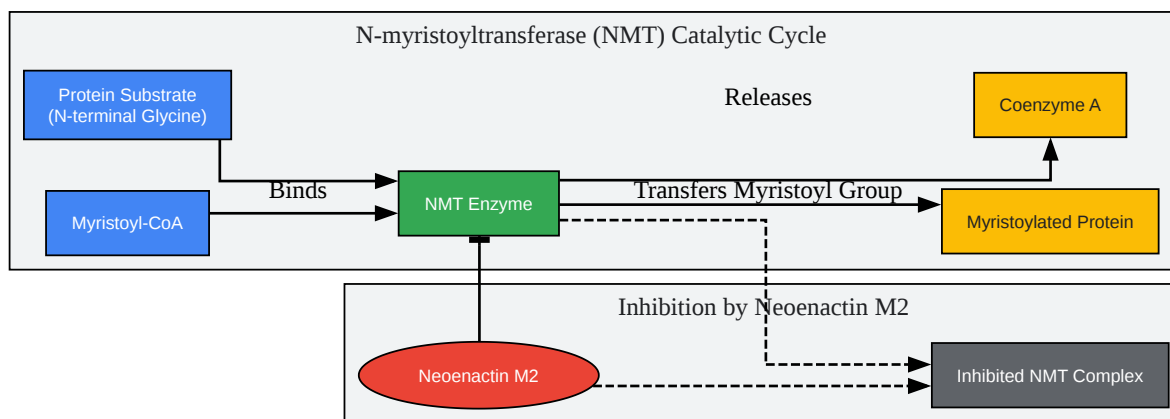 N-myristoyltransferase (NMT) Catalytic Cycle
Protein Substrate
(N-terminal Glycine)
Releases
Coenzyme A
Binds
Transfers Myristoyl Group
NMT Enzyme
Myristoyl-CoA
Myristoylated Protein
Inhibition by Neoenactin M2
Neoenactin M2
Inhibited NMT Complex